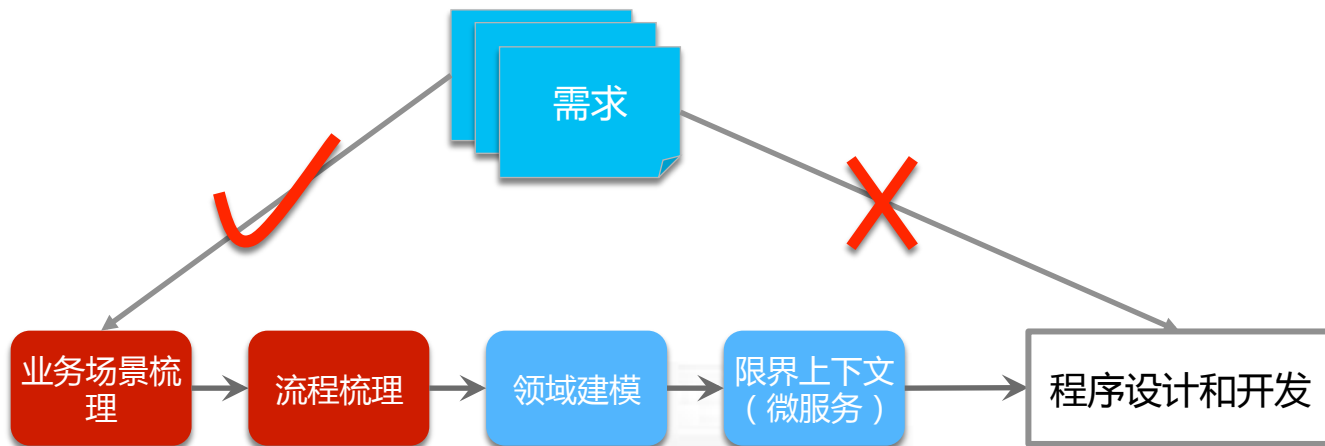 需求
业务场景梳
理
流程梳理
领域建模
限界上下文
（微服务）
程序设计和开发